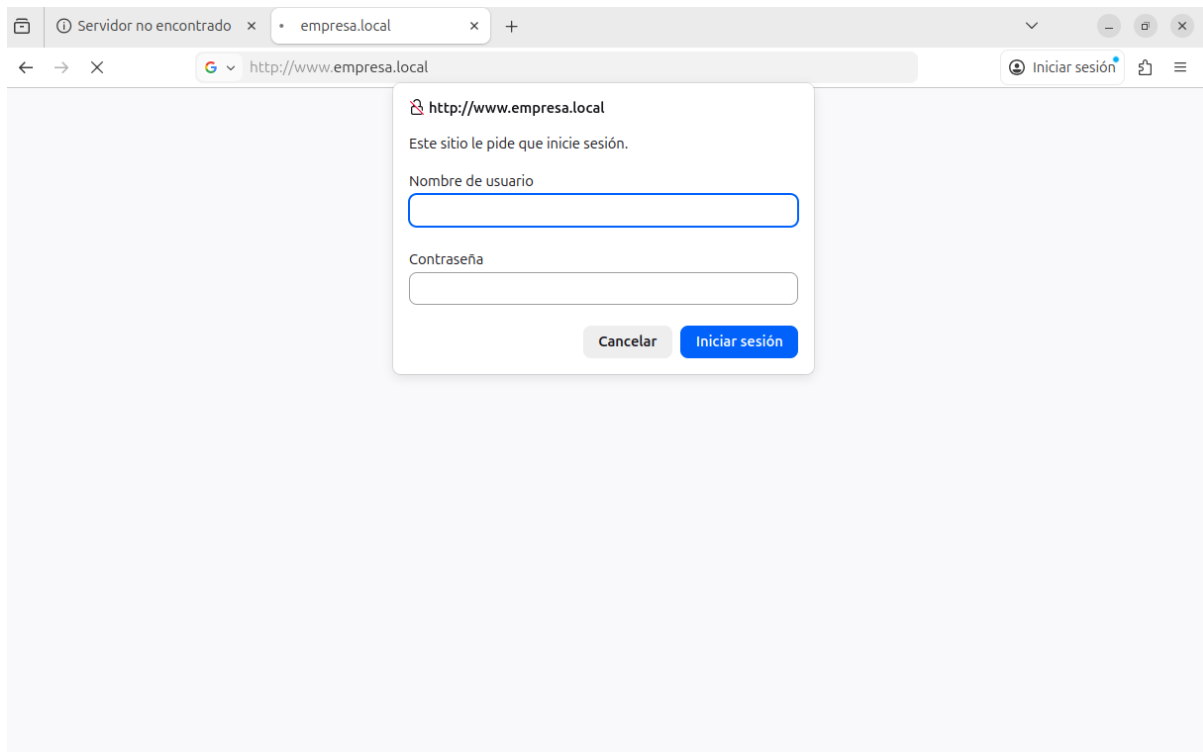 Servidor no encontrado
empresa.local
http://www.empresa.local
Iniciar sesión
http://www.empresa.local
Este sitio le pide que inicie sesión.
Nombre de usuario
Contraseña
Cancelar
Iniciar sesión